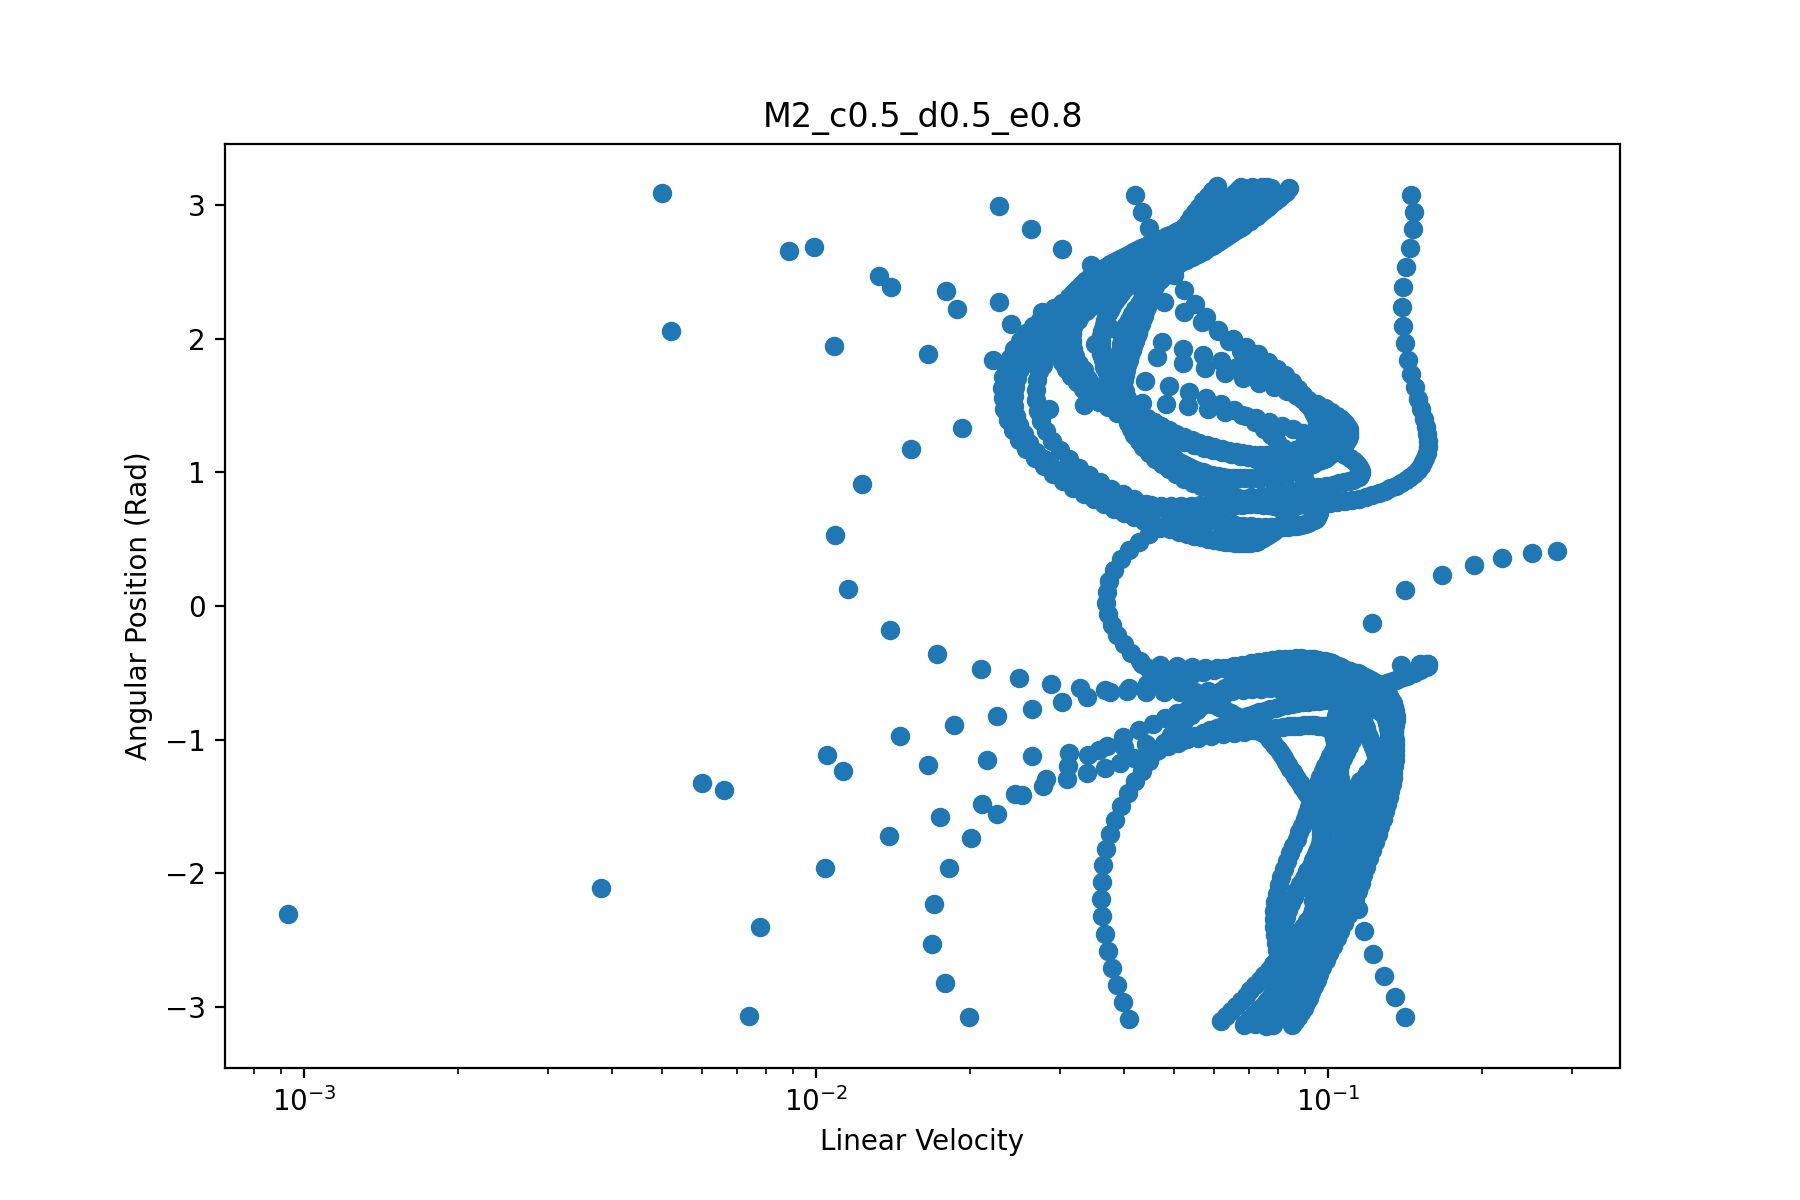 M2_c0.5_d0.5_e0.8
3
2
1
0
−1
−2
−3
Angular Position (Rad)
10⁻³ 10⁻² 10⁻¹
Linear Velocity